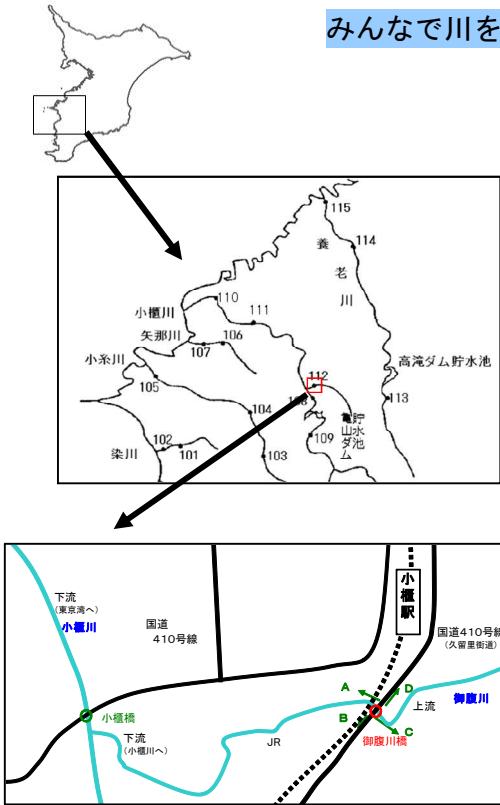 みんなで川を
115
養老川
114
小櫃川
110
111
矢那川
107
106
小糸川
高滝ダム貯水池
105
112
108
113
104
亀山ダム
貯水池
109
染川
102
101
103
下流
(東京湾へ)
小櫃川
国道
410号線
小櫃駅
国道410号線
(久留里街道)
A
D
御腹川
上流
小櫃橋
B
C
下流
(小櫃川へ)
JR
御腹川橋